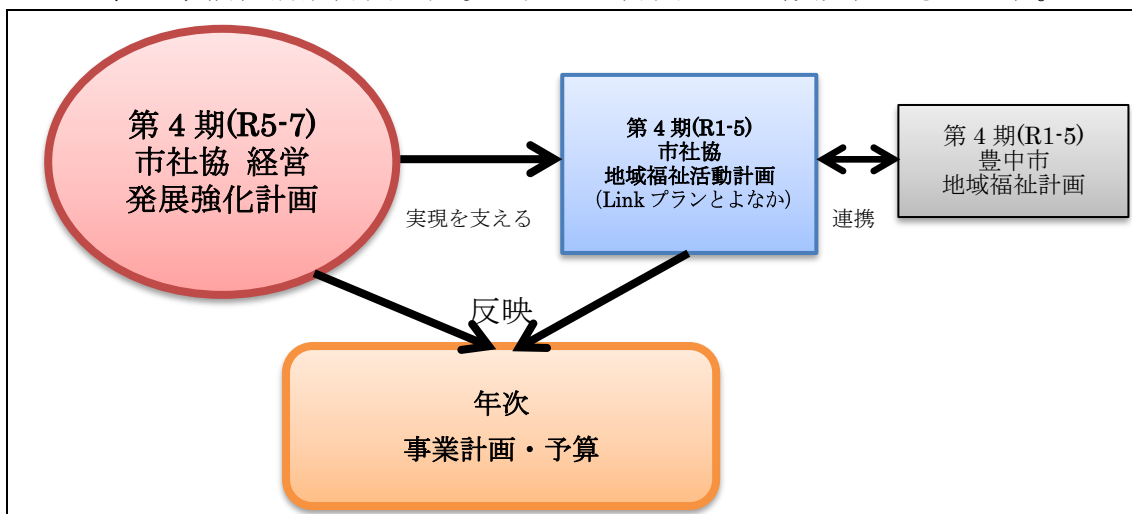 第 4 期(R5-7)
市社協 経営
発展強化計画
実現を支える
第 4 期(R1-5)
市社協
地域福祉活動計画
(Link プランとよなか)
連携
第 4 期(R1-5)
豊中市
地域福祉計画
反映
年次
事業計画・予算